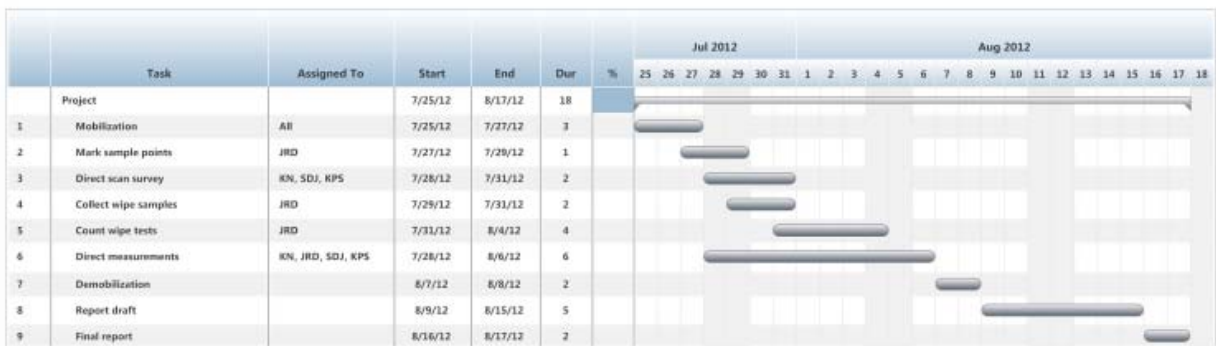 Jul 2012 Aug 2012
Task Assigned To Start End Dur % 25 26 27 28 29 30 31 1 2 3 4 5 6 7 8 9 10 11 12 13 14 15 16 17 18
Project 7/25/12 8/17/12 18
1 Mobilization All 7/25/12 7/27/12 3
2 Mark sample points JRD 7/27/12 7/29/12 1
3 Direct scan survey KN, SDJ, KPS 7/28/12 7/31/12 2
4 Collect wipe samples JRD 7/29/12 7/31/12 2
5 Count wipe tests JRD 7/31/12 8/4/12 4
6 Direct measurements KN, JRD, SDJ, KPS 7/28/12 8/6/12 6
7 Demobilization 8/7/12 8/8/12 2
8 Report draft 8/9/12 8/15/12 5
9 Final report 8/16/12 8/17/12 2